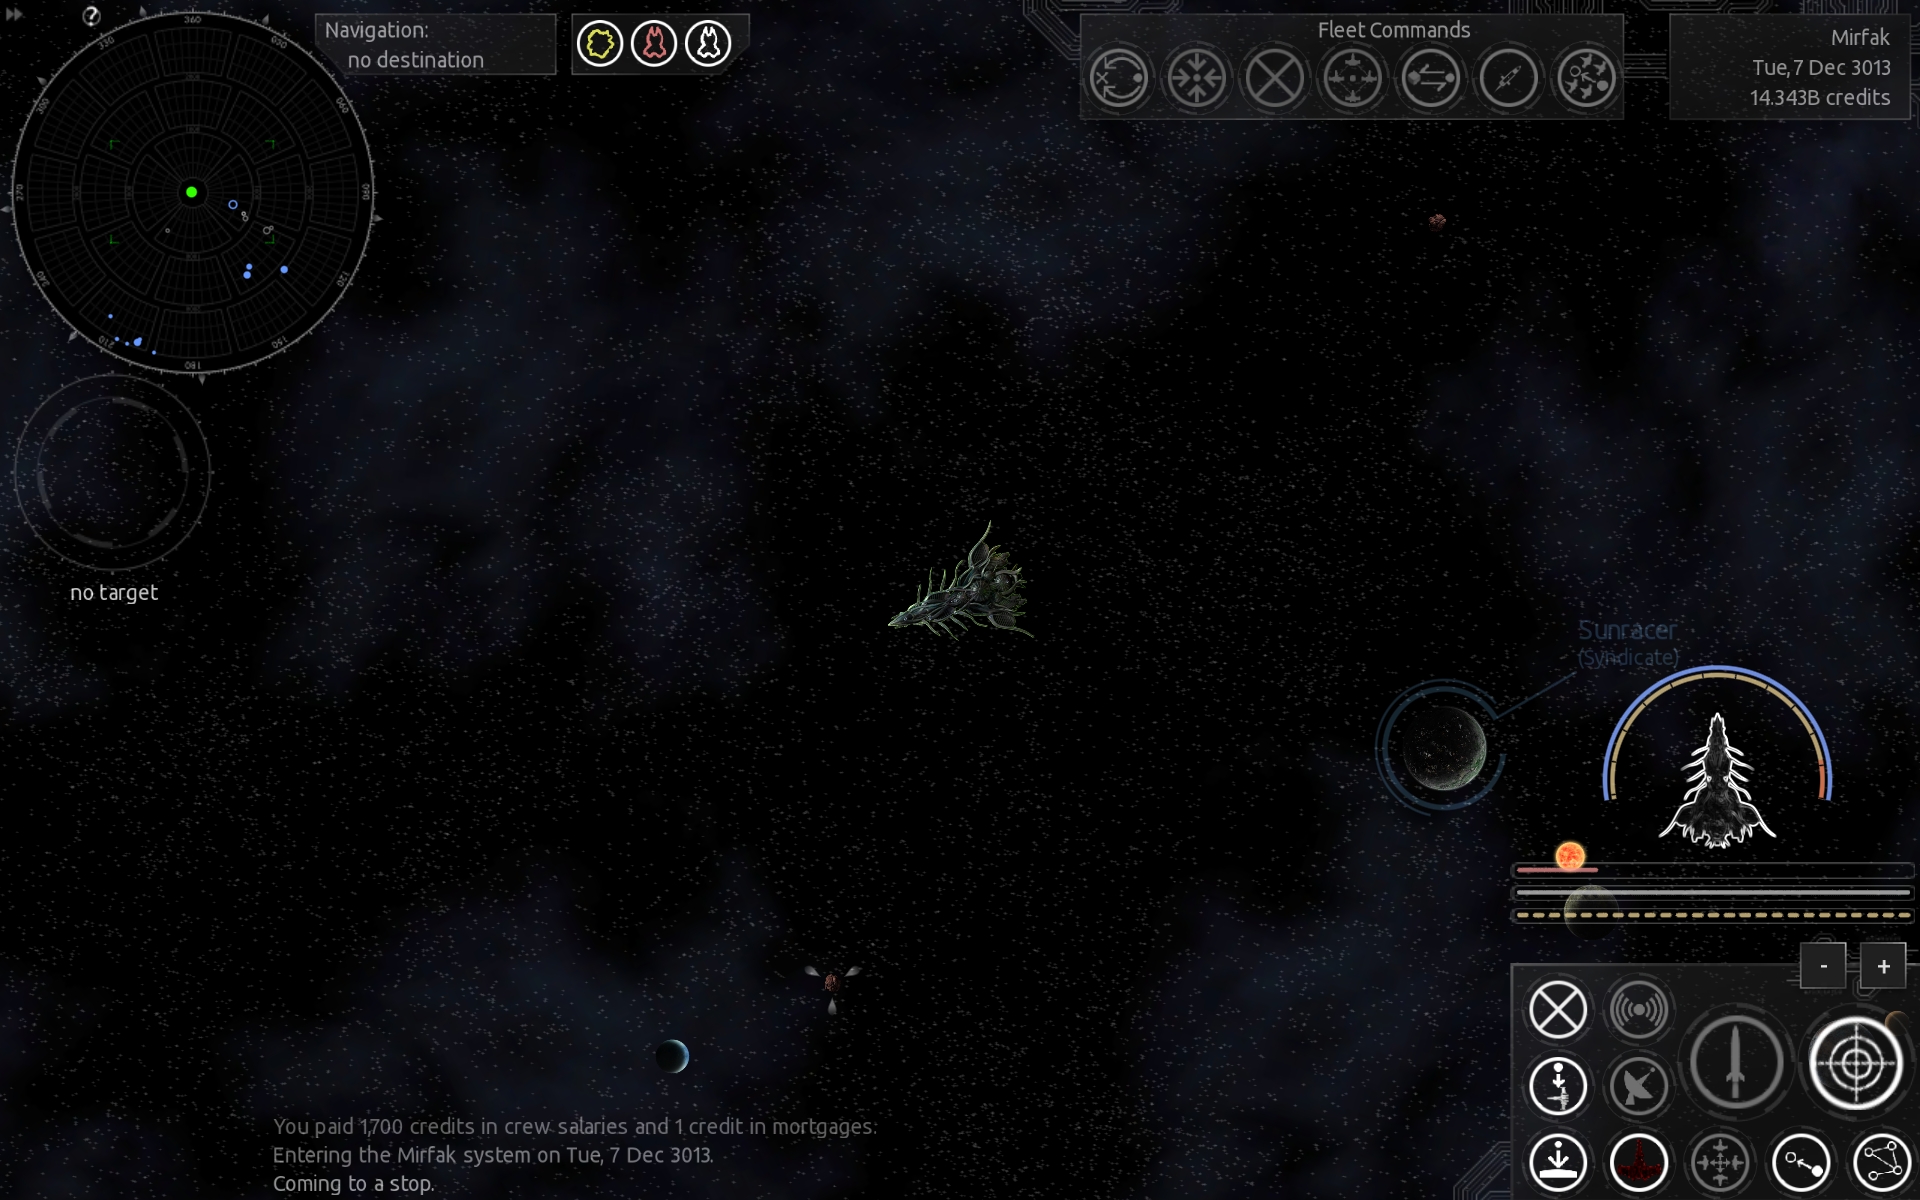 Navigation:
no destination
Fleet Commands
Mirfak
Tue,7 Dec 3013
14.343B credits
no target
Sunracer
(Syndicate)
-
+
You paid 1,700 credits in crew salaries and 1 credit in mortgages.
Entering the Mirfak system on Tue, 7 Dec 3013.
Coming to a stop.